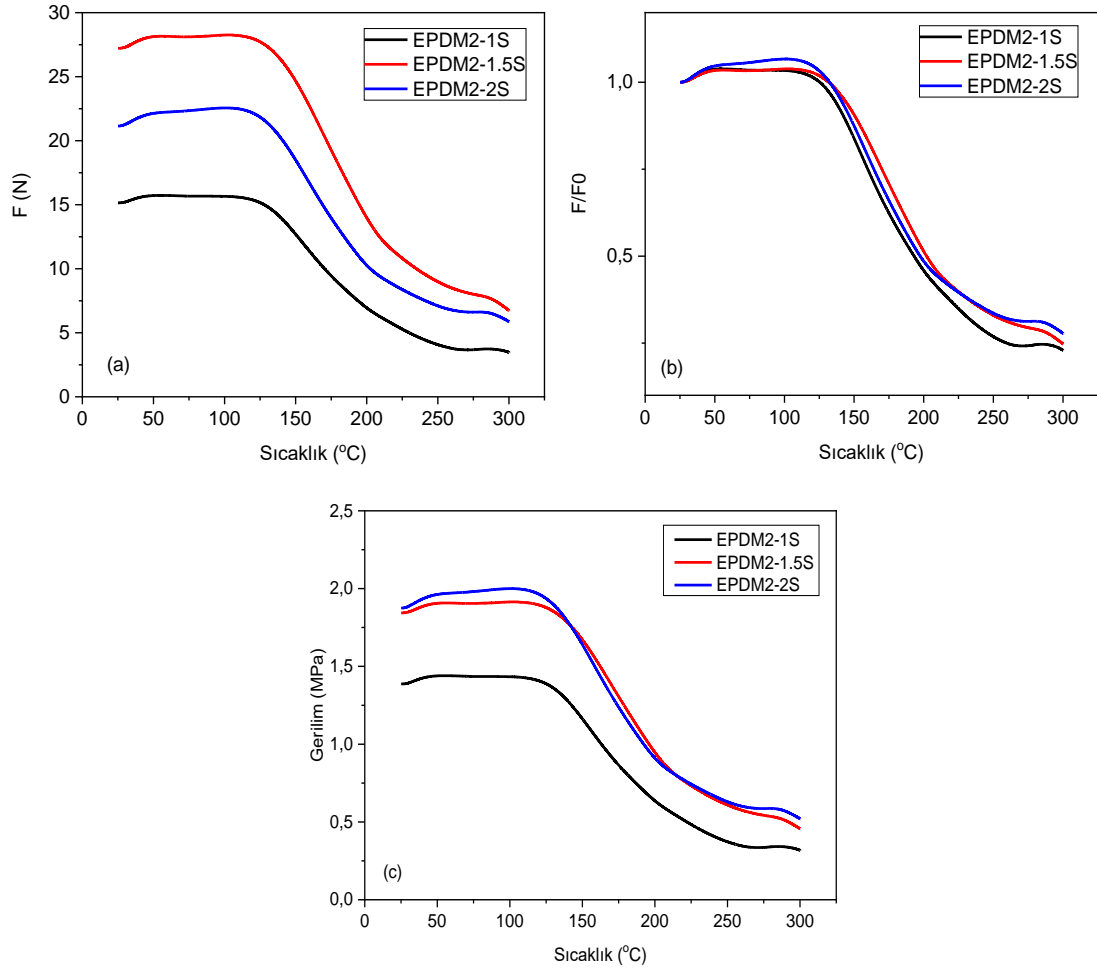 30
25
20
15
10
5
0
F (N)
EPDM2-1S
EPDM2-1.5S
EPDM2-2S
(a)
0 50 100 150 200 250 300
Sıcaklık (°C)
1,0
0,5
F/F0
EPDM2-1S
EPDM2-1.5S
EPDM2-2S
(b)
0 50 100 150 200 250 300
Sıcaklık (°C)
2,5
2,0
1,5
1,0
0,5
0,0
Gerilim (MPa)
EPDM2-1S
EPDM2-1.5S
EPDM2-2S
(c)
0 50 100 150 200 250 300
Sıcaklık (°C)